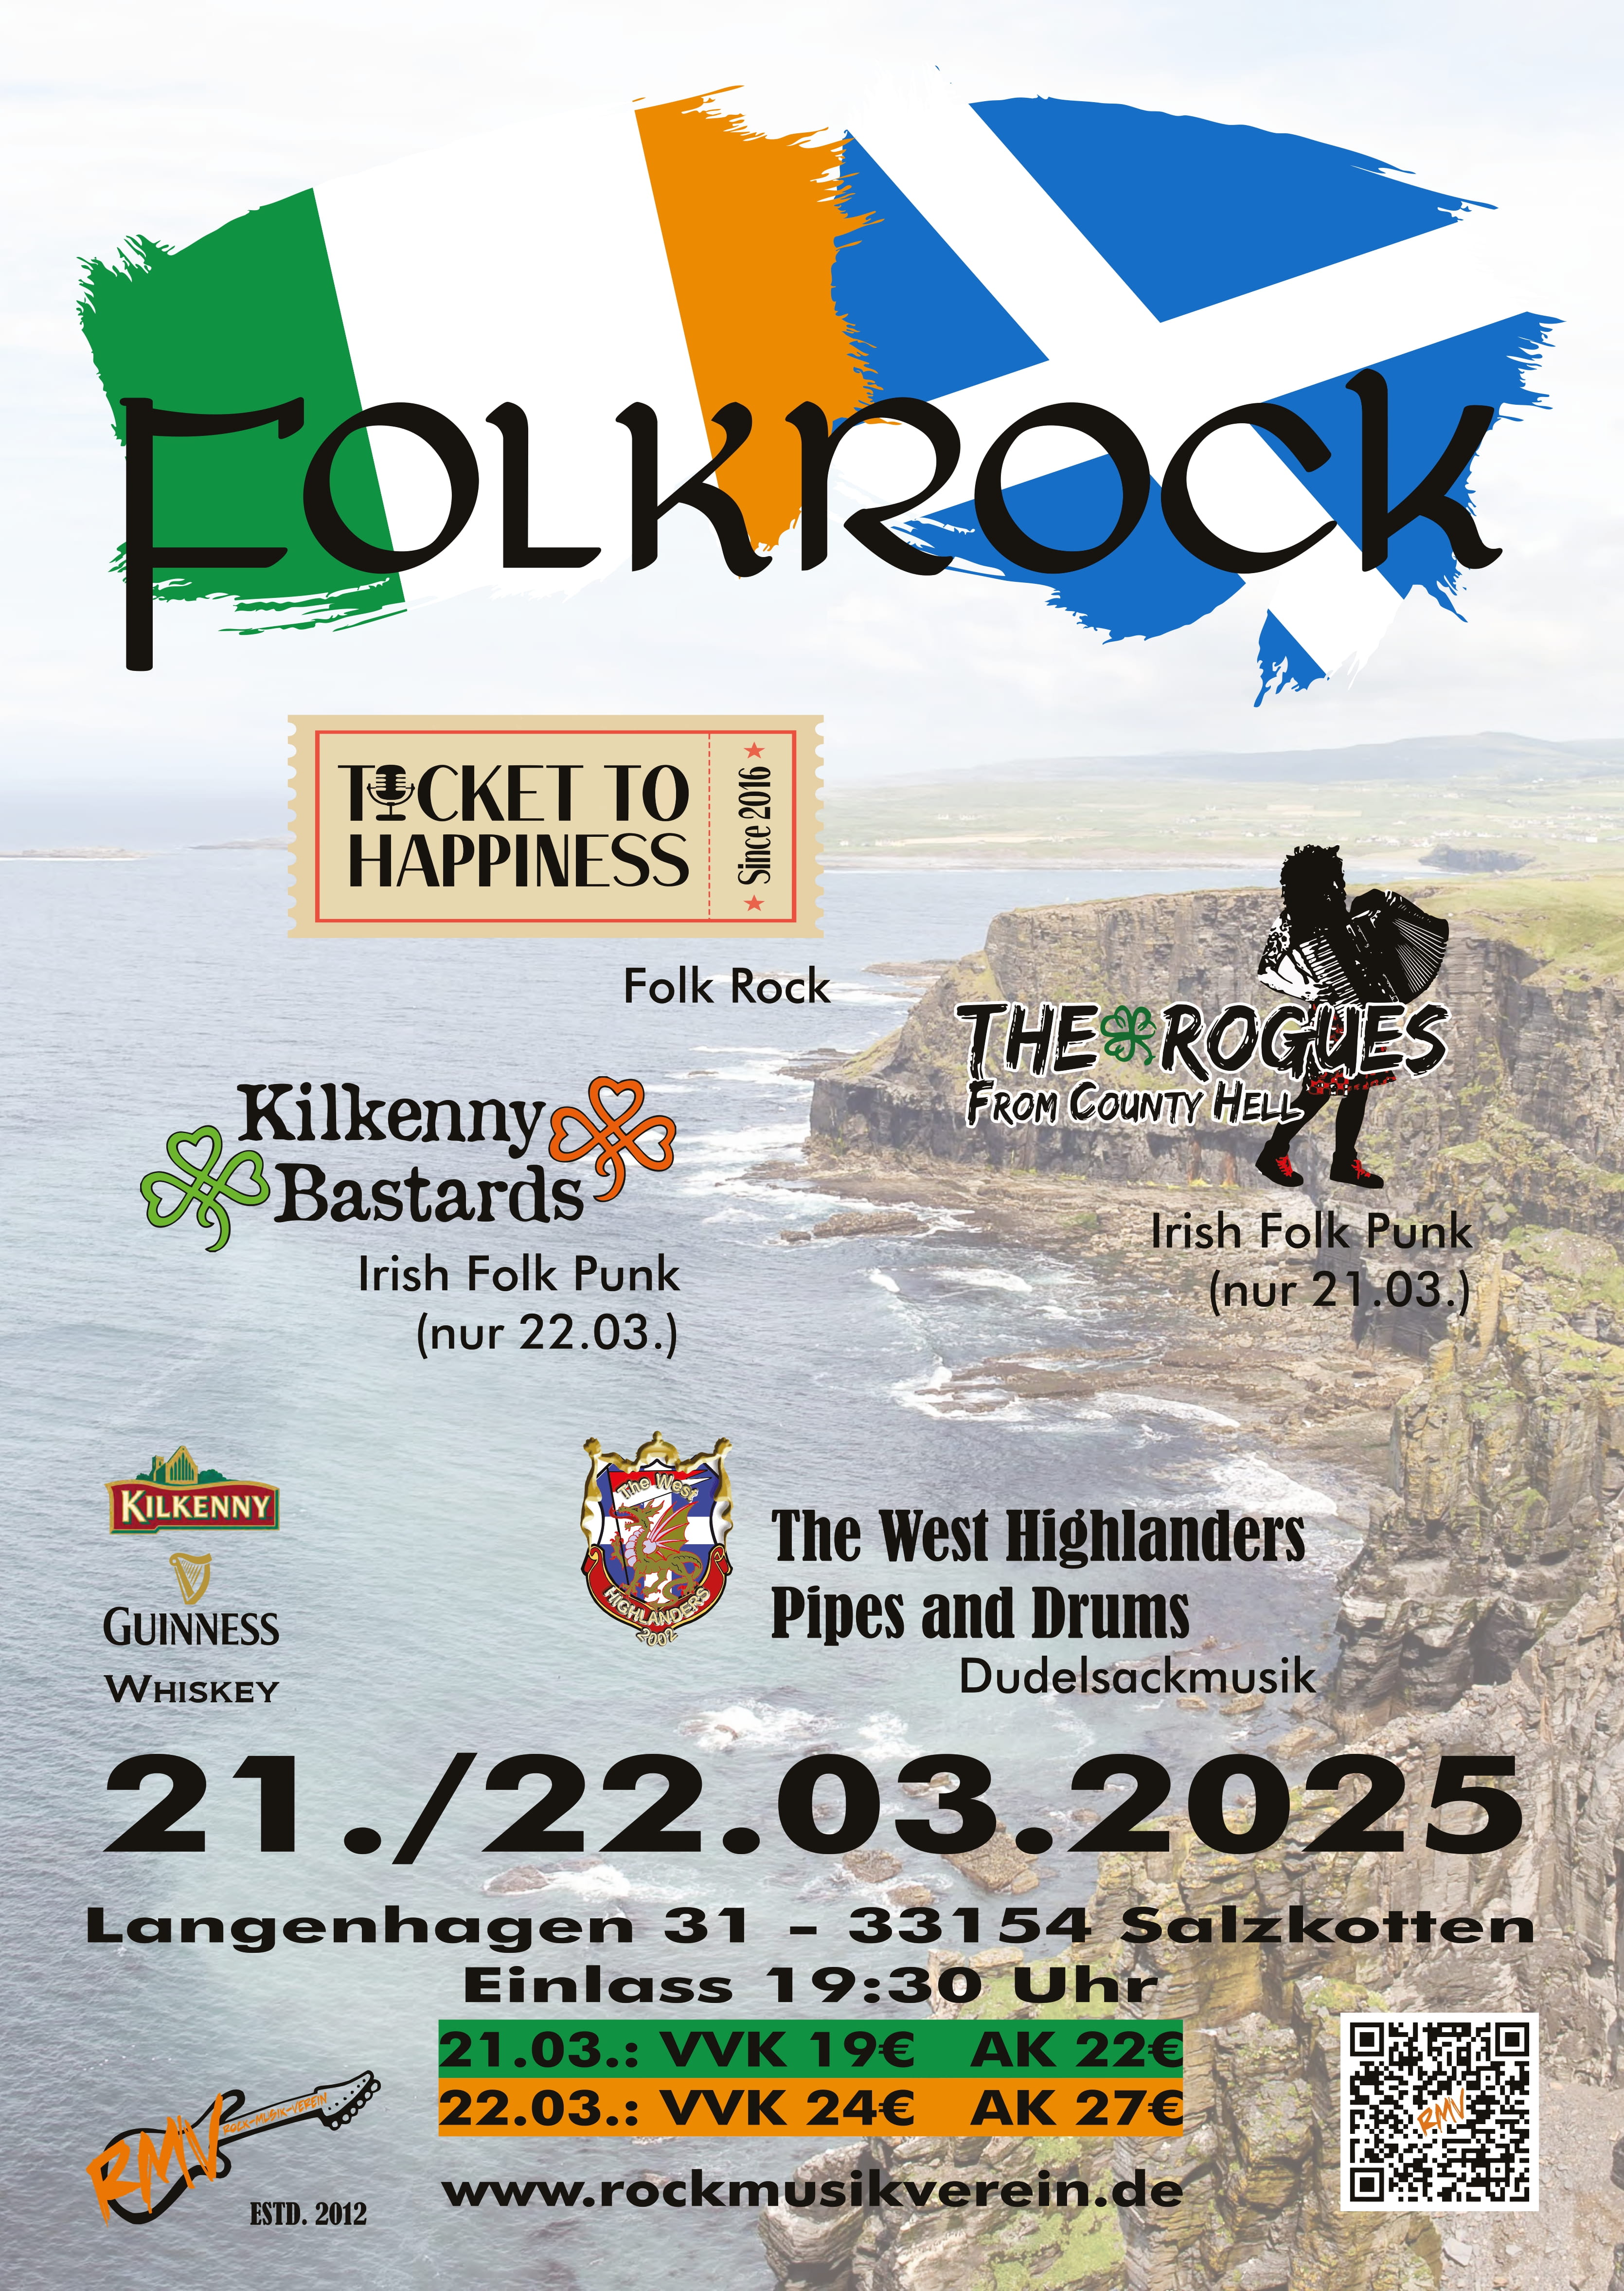 FOLKROCK
TICKET TO
HAPPINESS
Since 2016
Folk Rock
THE ROGUES
FROM COUNTY HELL
Irish Folk Punk
(nur 21.03.)
Kilkenny
Bastards
Irish Folk Punk
(nur 22.03.)
KILKENNY
GUINNESS
WHISKEY
The West
HIGHLANDERS
2002
The West Highlanders
Pipes and Drums
Dudelsackmusik
21./22.03.2025
Langenhagen 31 - 33154 Salzkotten
Einlass 19:30 Uhr
21.03.: VVK 19€ AK 22€
22.03.: VVK 24€ AK 27€
www.rockmusikverein.de
RMV
ROCK-MUSIK-VEREIN
ESTD. 2012
RMV